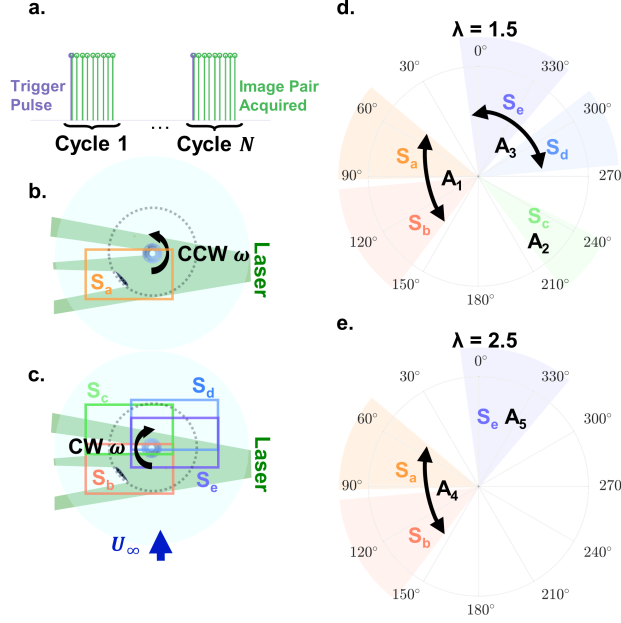 a.
Trigger
Pulse
Image Pair
Acquired
Cycle 1
...
Cycle N
b.
CCW ω
Sa
Laser
c.
Sc
Sd
CW ω
Sb
Se
Laser
U∞
d.
λ = 1.5
0°
30°
330°
60°
300°
Se
Sd
A3
Sa
A1
90°
270
Sb
Sc
A2
120°
240°
150°
210°
180°
e.
λ = 2.5
0°
30°
330°
60°
300°
Se A5
Sa
A4
90°
270
Sb
120°
240°
150°
210°
180°